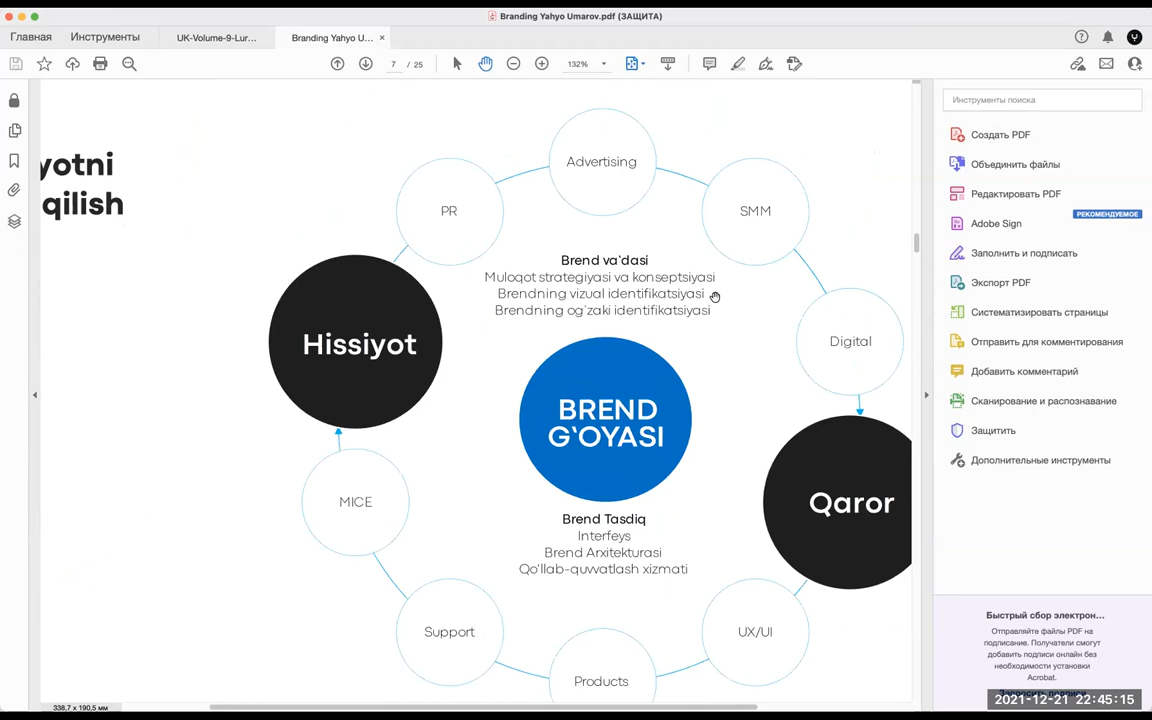 Branding Yahyo Umarov.pdf (ЗАЩИТА)
Главная
Инструменты
UK-Volume-9-Lur...
Branding Yahyo U... ×
7 / 25
132%
yotni
qilish
Advertising
PR
SMM
Brend va‘dasi
Muloqot strategiyasi va konseptsiyasi
Brendning vizual identifikatsiyasi
Brendning og‘zaki identifikatsiyasi
Hissiyot
Digital
BREND
G‘OYASI
Qaror
MICE
Brend Tasdiq
Interfeys
Brend Arxitekturasi
Qo‘llab-quvvatlash xizmati
Support
UX/UI
Products
338,7 x 190,5 мм
Инструменты поиска
Создать PDF
Объединить файлы
Редактировать PDF
РЕКОМЕНДУЕМОЕ
Adobe Sign
Заполнить и подписать
Экспорт PDF
Систематизировать страницы
Отправить для комментирования
Добавить комментарий
Сканирование и распознавание
Защитить
Дополнительные инструменты
Быстрый сбор электрон...
Отправляйте файлы PDF на
подписание. Получатели смогут
добавить подписи онлайн без
необходимости установки
Acrobat.
2021-12-21 22:45:15